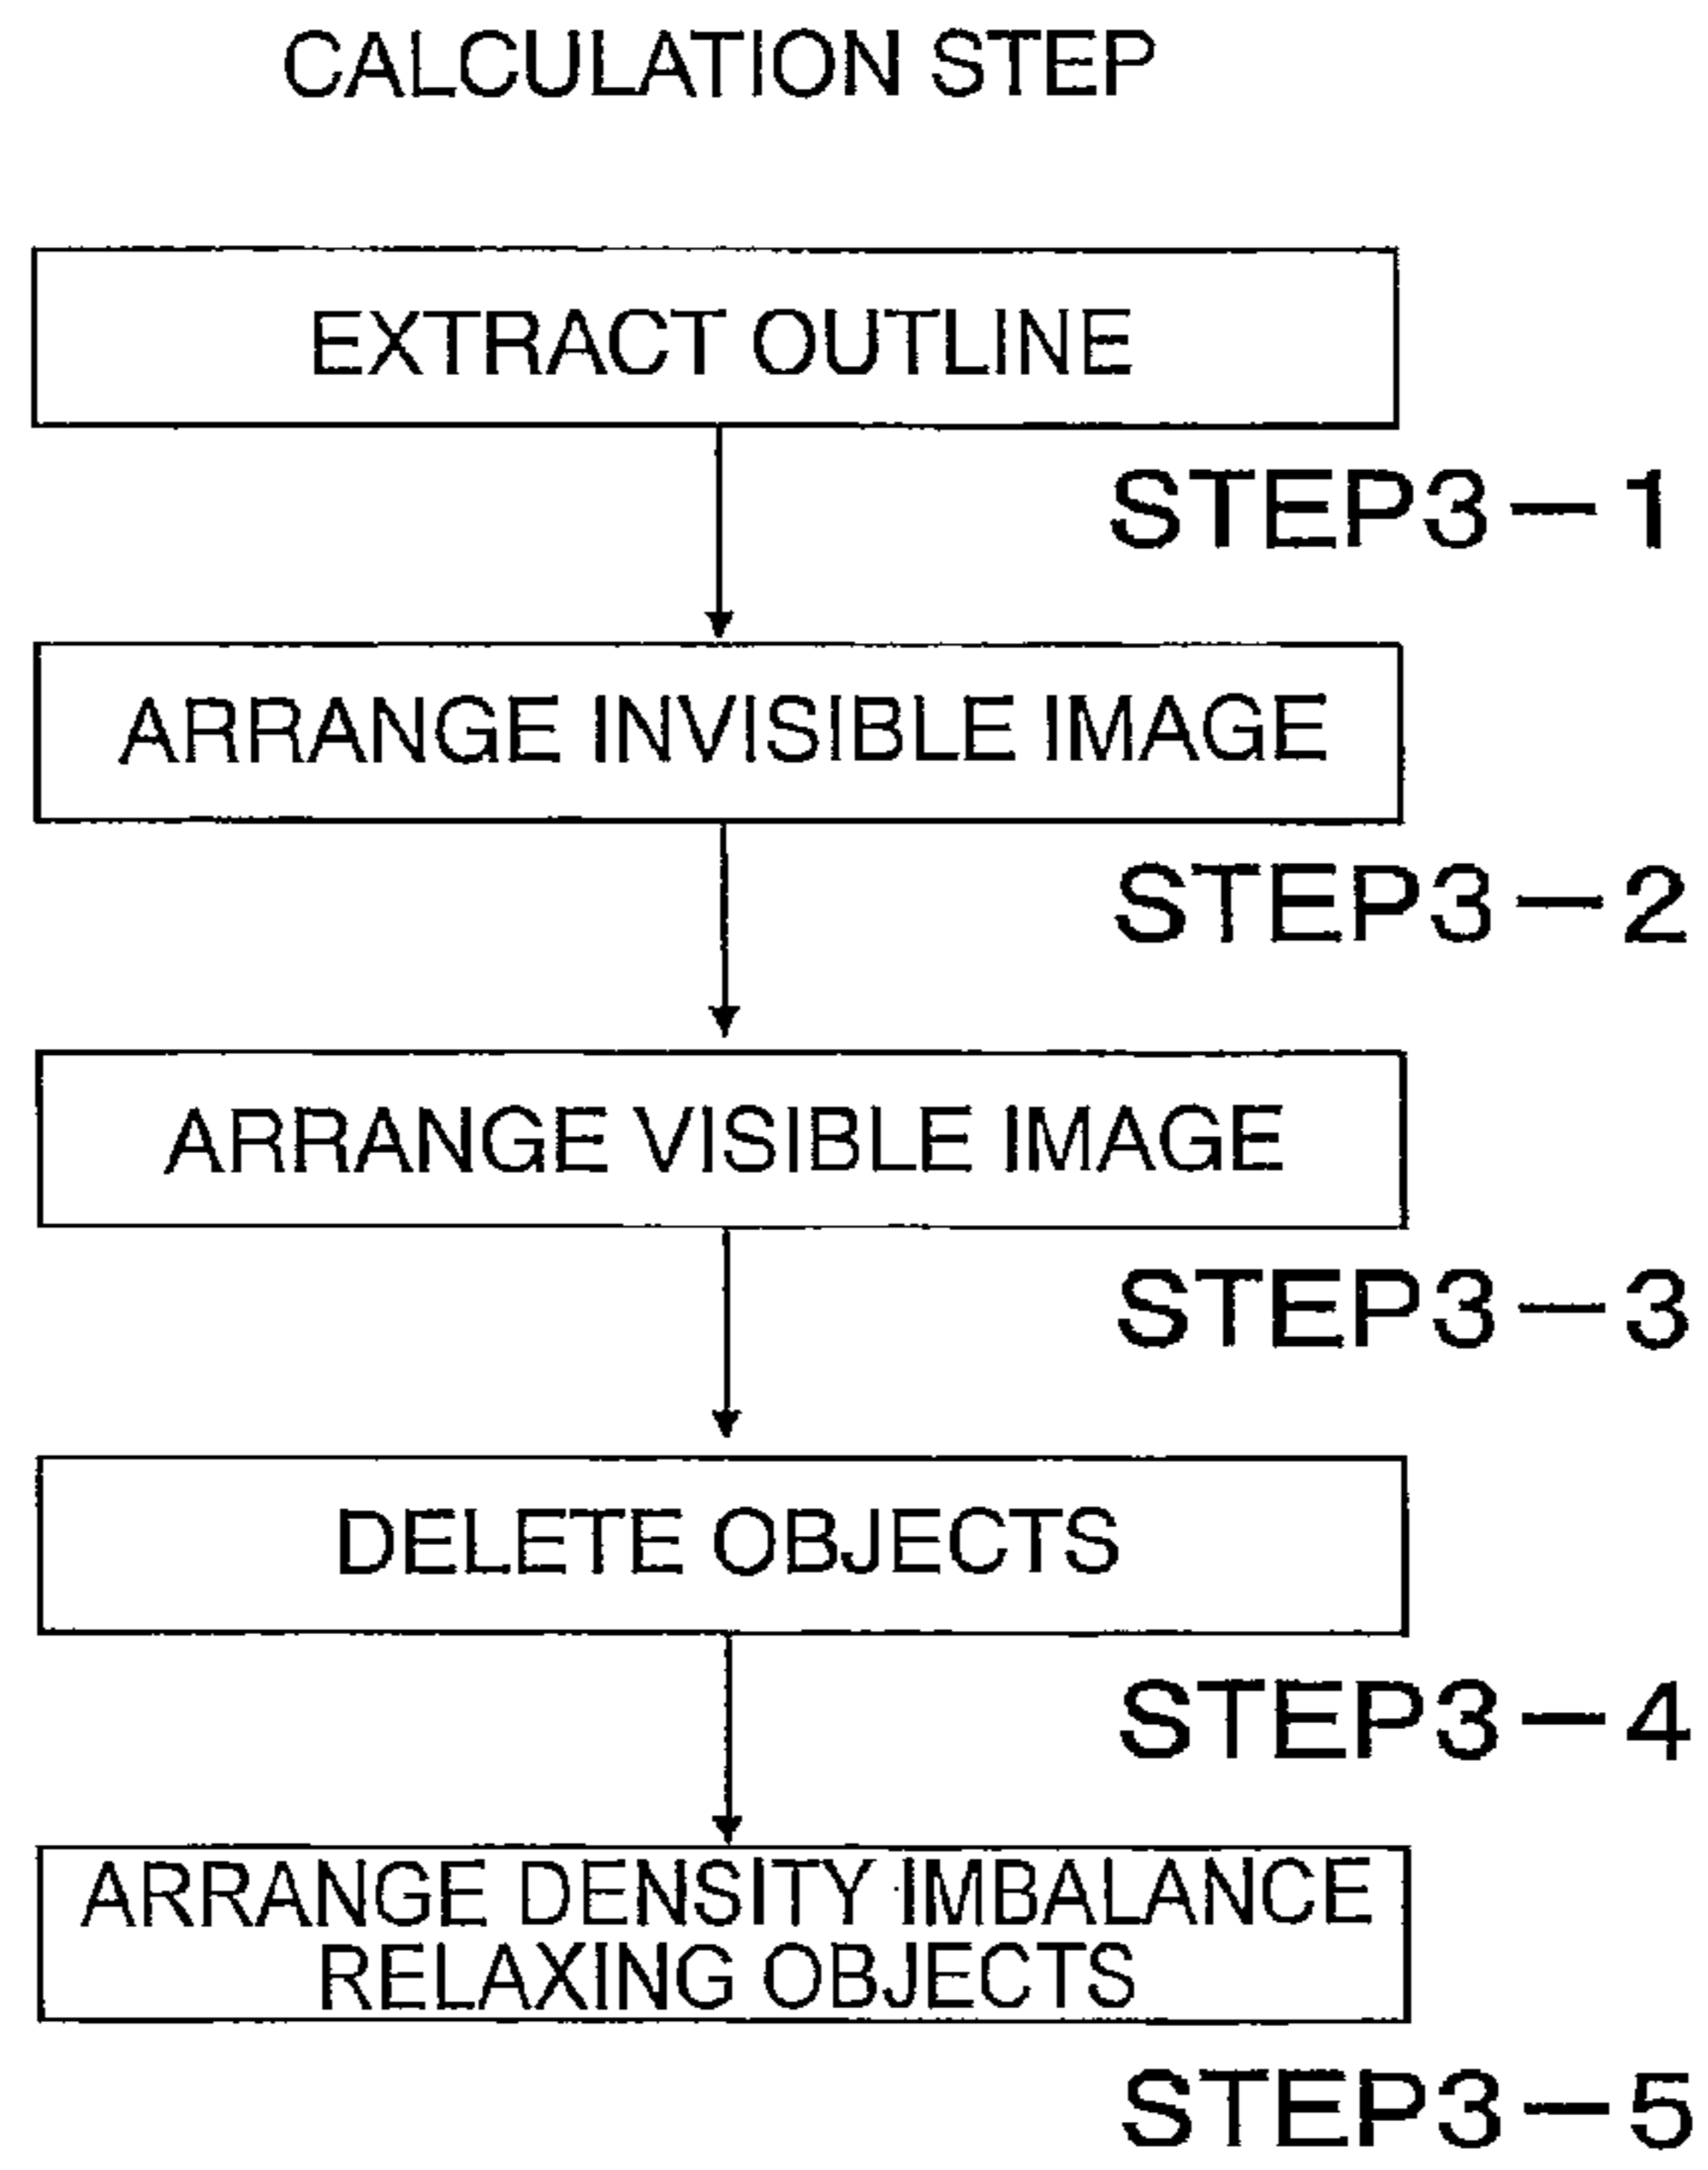 CALCULATION STEP
EXTRACT OUTLINE
STEP3-1
ARRANGE INVISIBLE IMAGE
STEP3-2
ARRANGE VISIBLE IMAGE
STEP3-3
DELETE OBJECTS
STEP3-4
ARRANGE DENSITY IMBALANCE
RELAXING OBJECTS
STEP3-5